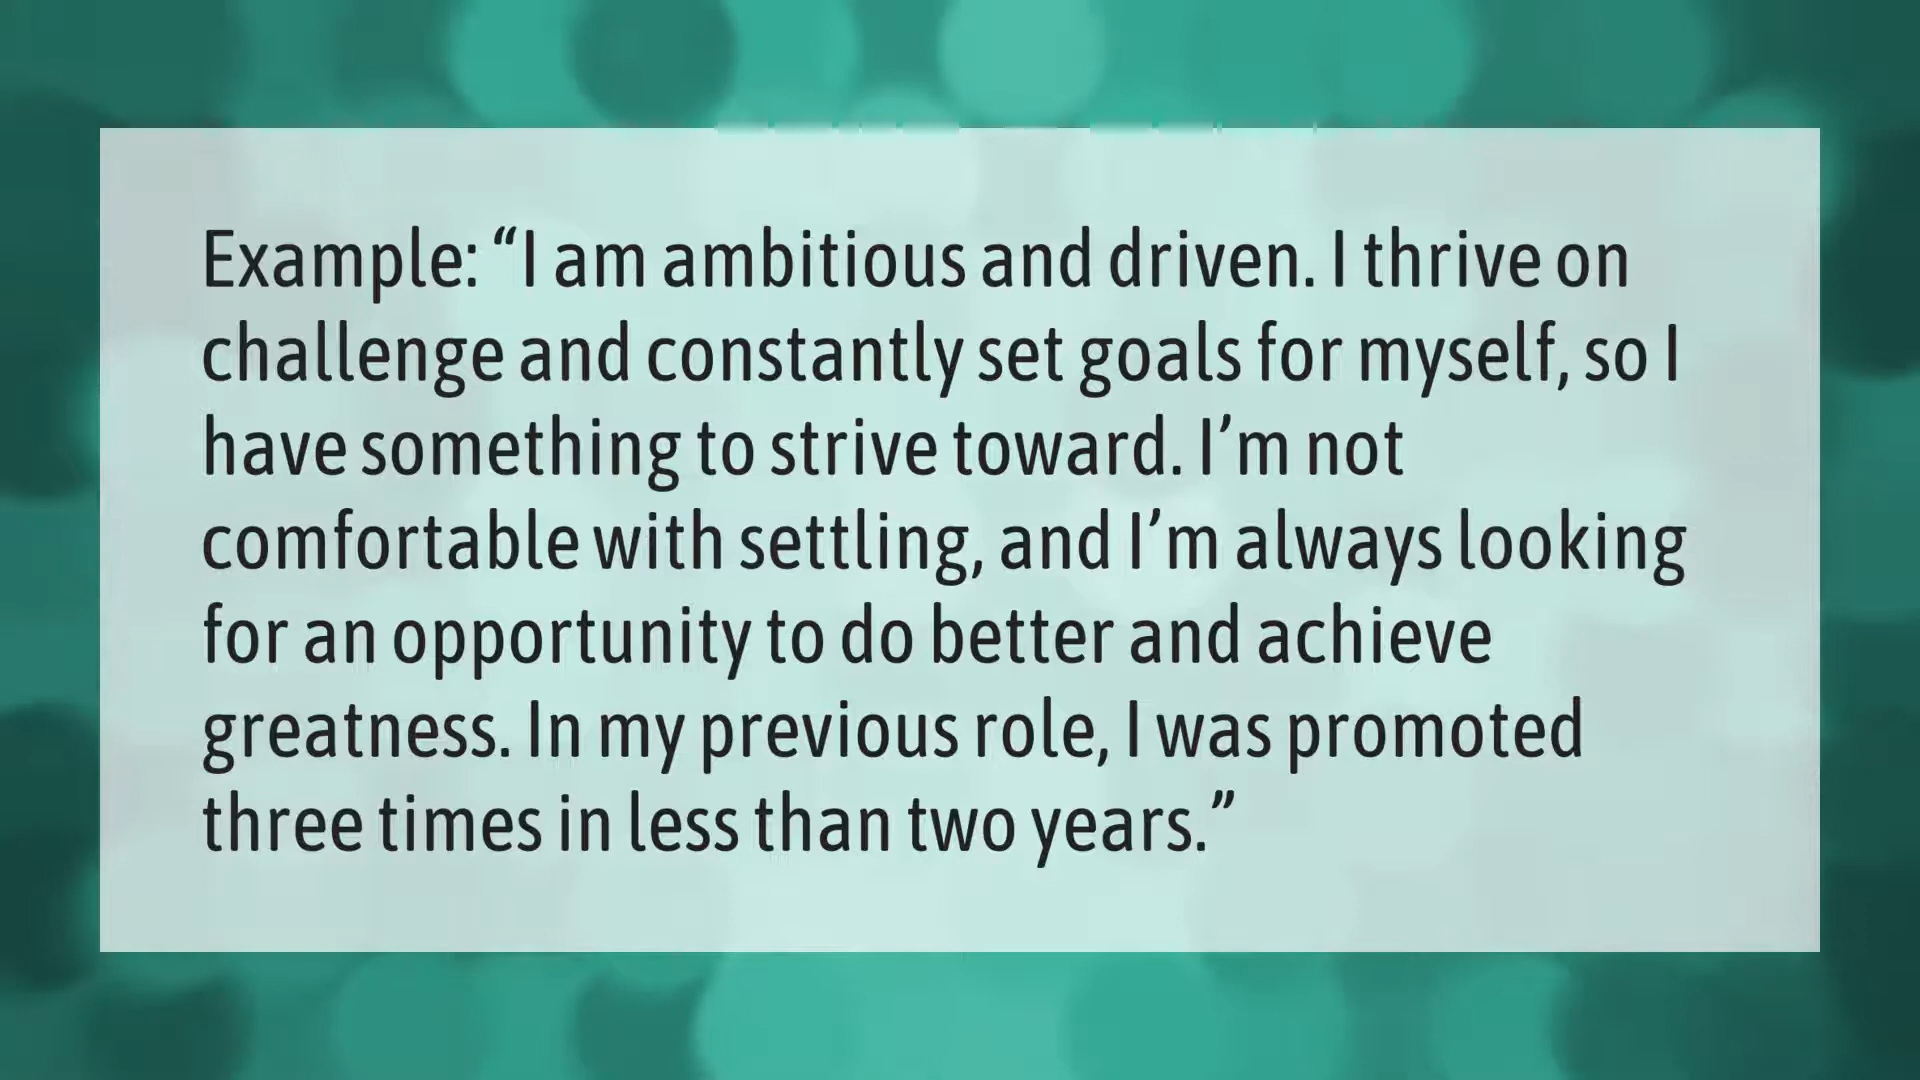 Example: “I am ambitious and driven. I thrive on
challenge and constantly set goals for myself, so I
have something to strive toward. I’m not
comfortable with settling, and I’m always looking
for an opportunity to do better and achieve
greatness. In my previous role, I was promoted
three times in less than two years.”